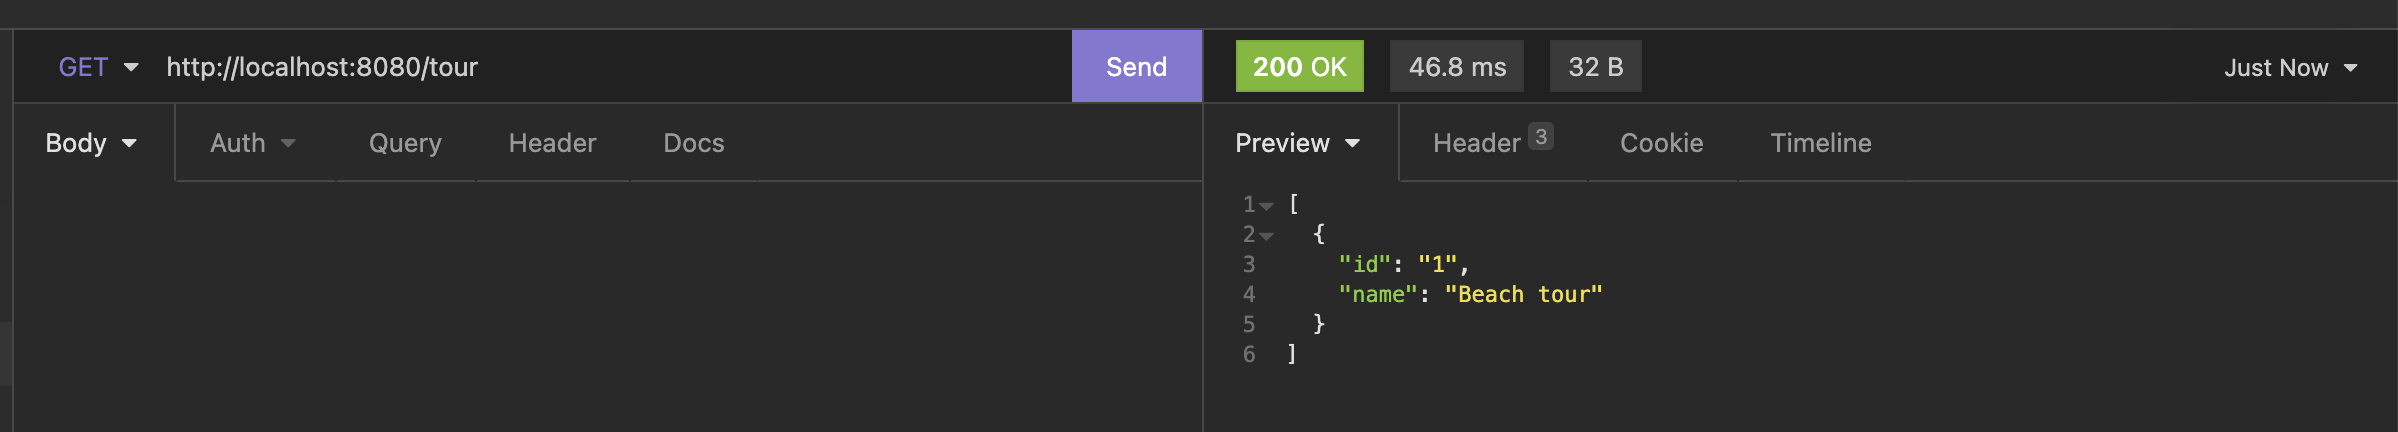 GET http://localhost:8080/tour Send 200 OK 46.8 ms 32 B Just Now
Body Auth Query Header Docs Preview Header 3 Cookie Timeline
1 [
2 {
3 "id": "1",
4 "name": "Beach tour"
5 }
6 ]